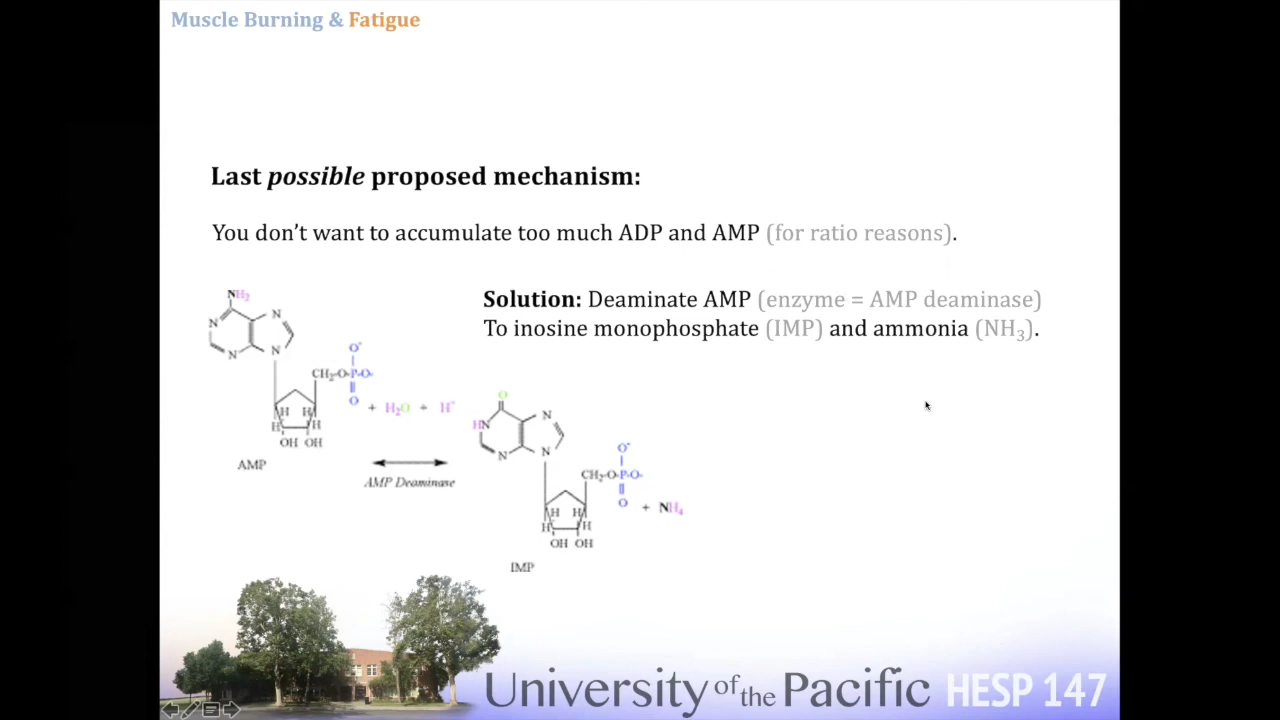 Muscle Burning & Fatigue
Last possible proposed mechanism:
You don't want to accumulate too much ADP and AMP (for ratio reasons).
Solution: Deaminate AMP (enzyme = AMP deaminase)
To inosine monophosphate (IMP) and ammonia (NH₃).
NH₂
N N
N N
O⁻
CH₂-O-P-O-
O
H H
H H
OH OH
+ H₂O + H⁺
AMP
AMP Deaminase
O
HN N
N N
O⁻
CH₂-O-P-O-
O
+ NH₄
H H
H H
OH OH
IMP
University of the Pacific HESP 147